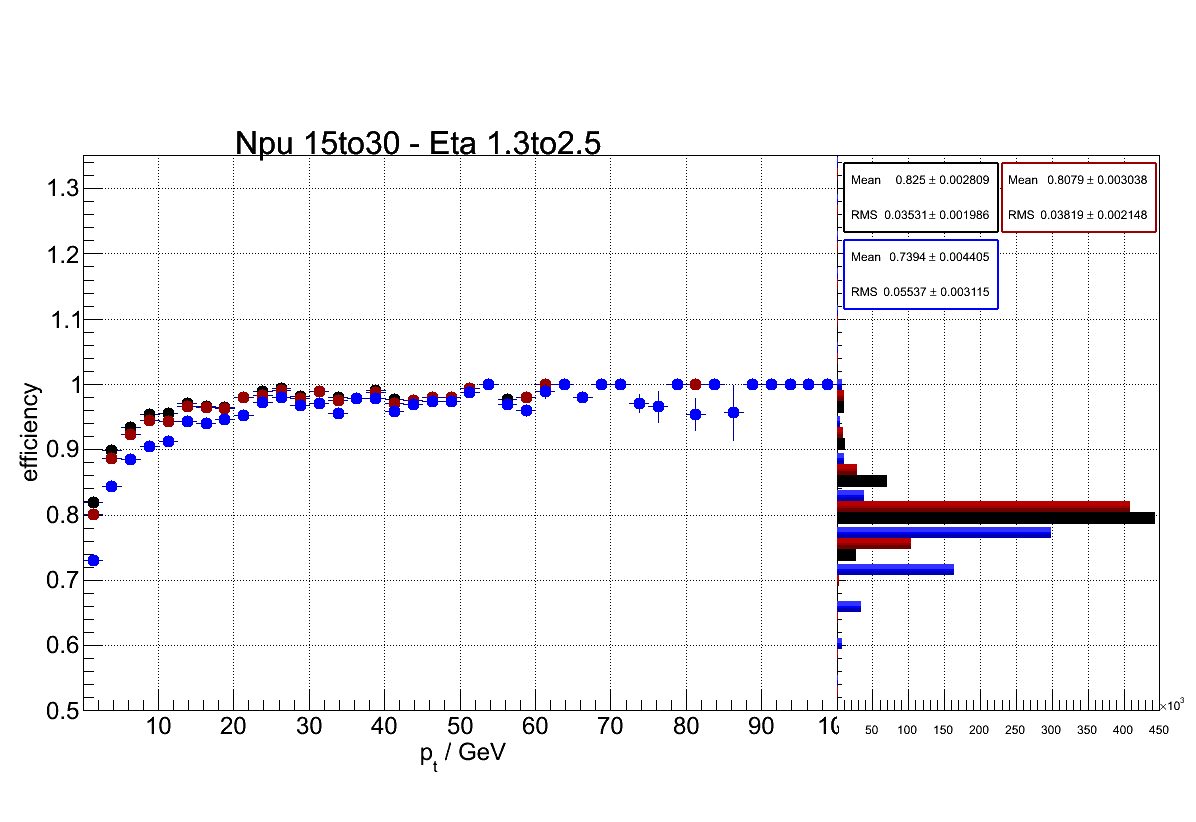 Npu 15to30 - Eta 1.3to2.5
1.3
1.2
1.1
1
0.9
0.8
0.7
0.6
0.5
efficiency
10 20 30 40 50 60 70 80 90 10
p_t / GeV
Mean 0.825 ± 0.002809
RMS 0.03531 ± 0.001986
Mean 0.8079 ± 0.003038
RMS 0.03819 ± 0.002148
Mean 0.7394 ± 0.004405
RMS 0.05537 ± 0.003115
50 100 150 200 250 300 350 400 450
×10³